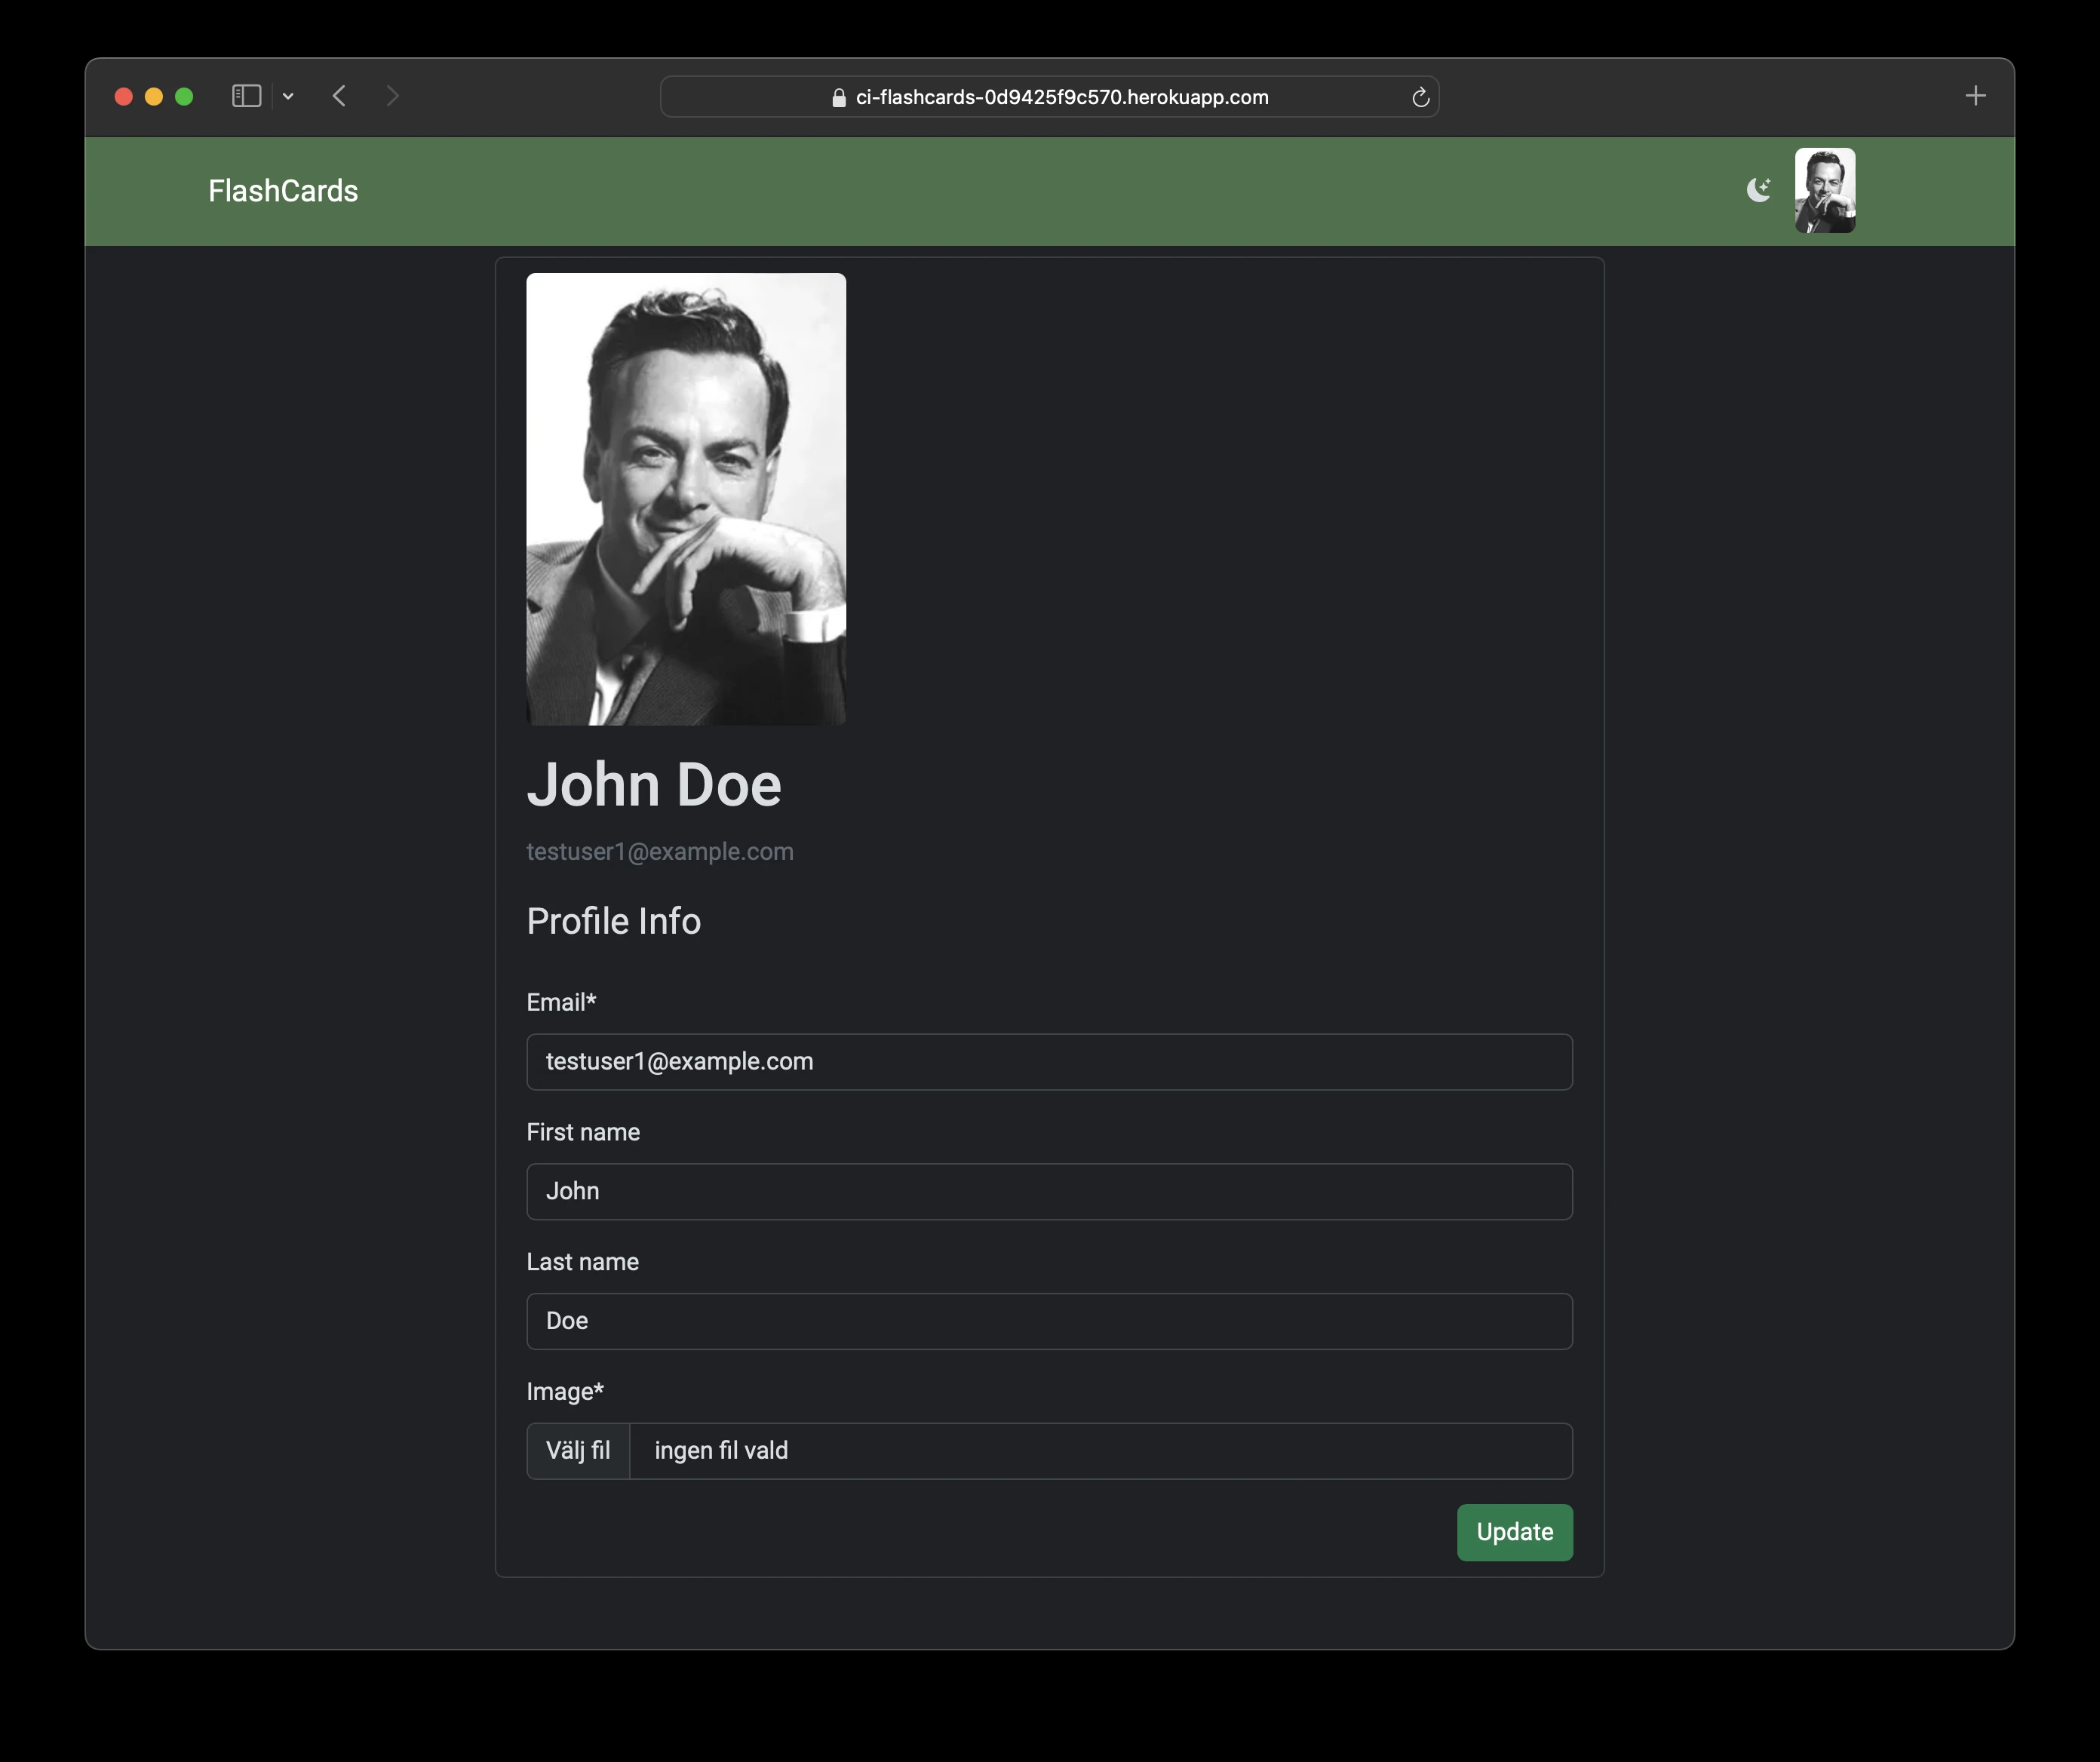 ci-flashcards-0d9425f9c570.herokuapp.com
FlashCards
John Doe
testuser1@example.com
Profile Info
Email*
testuser1@example.com
First name
John
Last name
Doe
Image*
Välj fil ingen fil vald
Update